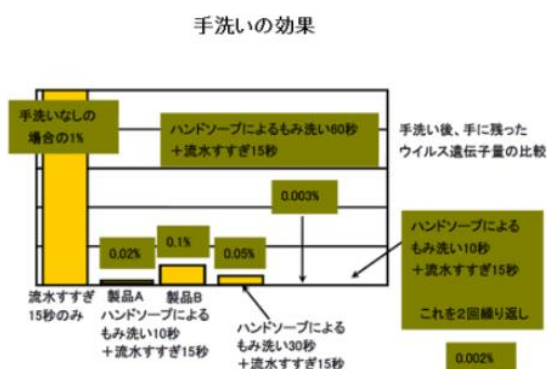 手洗いの効果
手洗いなしの
場合の1%
ハンドソープによるもみ洗い60秒
+流水すすぎ15秒
手洗い後、手に残った
ウイルス遺伝子量の比較
0.003%
0.02%
0.1%
0.05%
ハンドソープによる
もみ洗い10秒
+流水すすぎ15秒
これを2回繰り返し
流水すすぎ
15秒のみ
製品A
製品B
ハンドソープによる
もみ洗い10秒
+流水すすぎ15秒
ハンドソープによる
もみ洗い30秒
+流水すすぎ15秒
0.002%